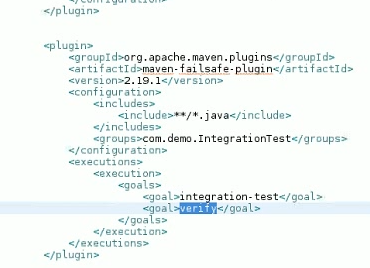 </configuration>
</plugin>
<plugin>
<groupId>org.apache.maven.plugins</groupId>
<artifactId>maven-failsafe-plugin</artifactId>
<version>2.19.1</version>
<configuration>
<includes>
<include>**/*.java</include>
</includes>
<groups>com.demo.IntegrationTest</groups>
</configuration>
<executions>
<execution>
<goals>
<goal>integration-test</goal>
<goal>verify</goal>
</goals>
</execution>
</executions>
</plugin>